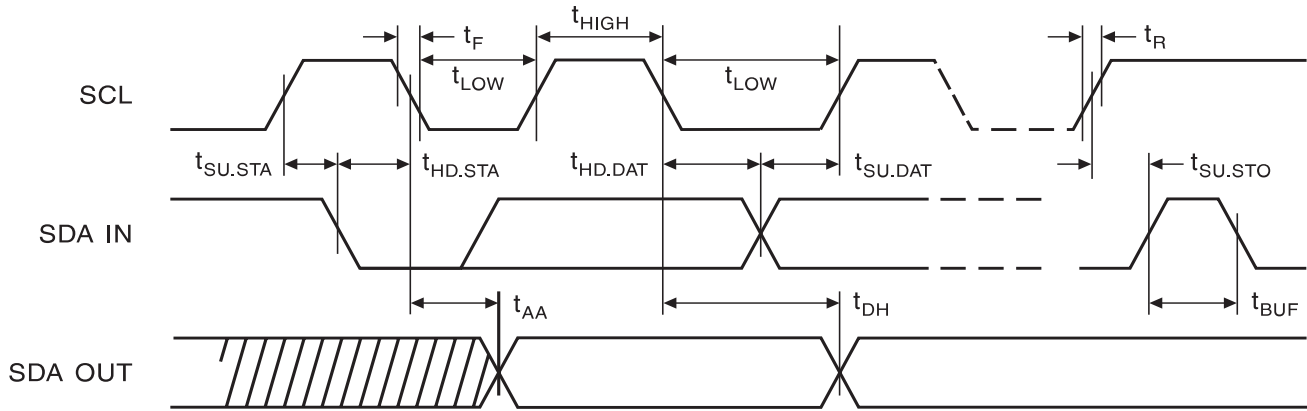 tF
tHIGH
tR
tLOW
tLOW
SCL
tSU.STA
tHD.STA
tHD.DAT
tSU.DAT
tSU.STO
SDA IN
tAA
tDH
tBUF
SDA OUT